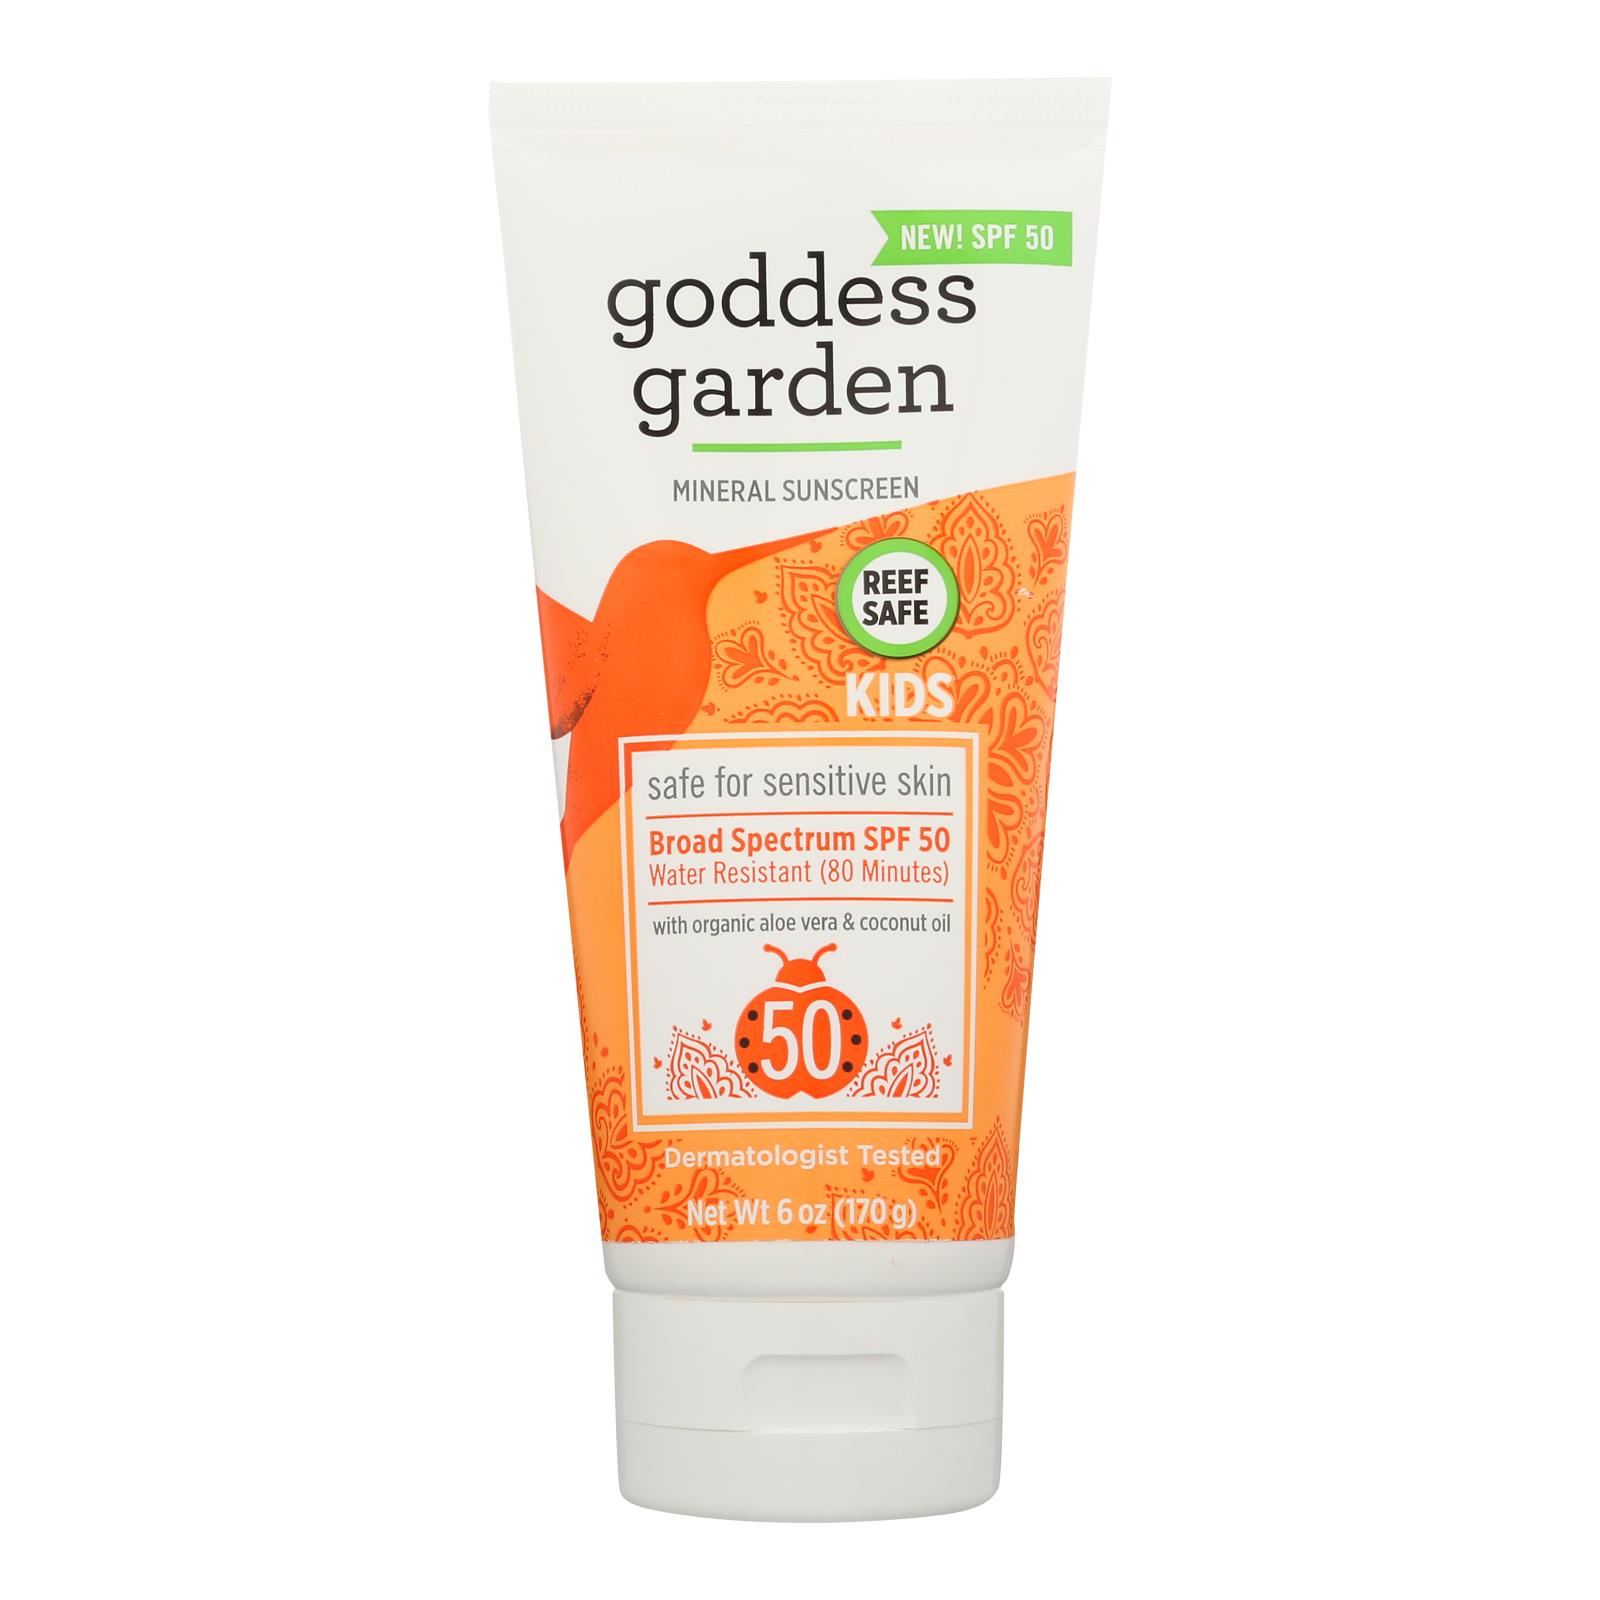 NEW! SPF 50
goddess
garden
MINERAL SUNSCREEN
REEF
SAFE
KIDS
safe for sensitive skin
Broad Spectrum SPF 50
Water Resistant (80 Minutes)
with organic aloe vera & coconut oil
50
Dermatologist Tested
Net Wt 6 oz (170 g)